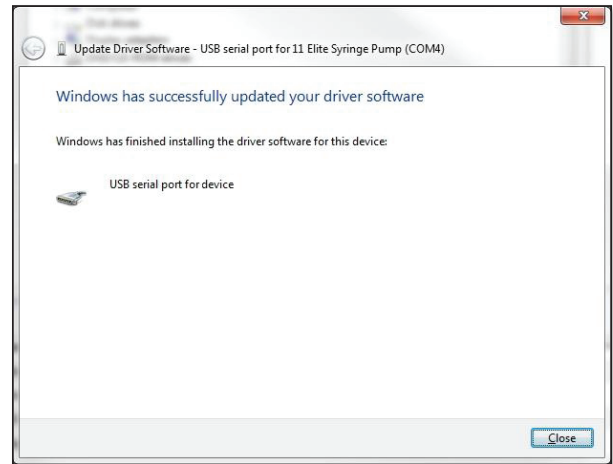 Update Driver Software - USB serial port for 11 Elite Syringe Pump (COM4)
Windows has successfully updated your driver software
Windows has finished installing the driver software for this device:
USB serial port for device
Close